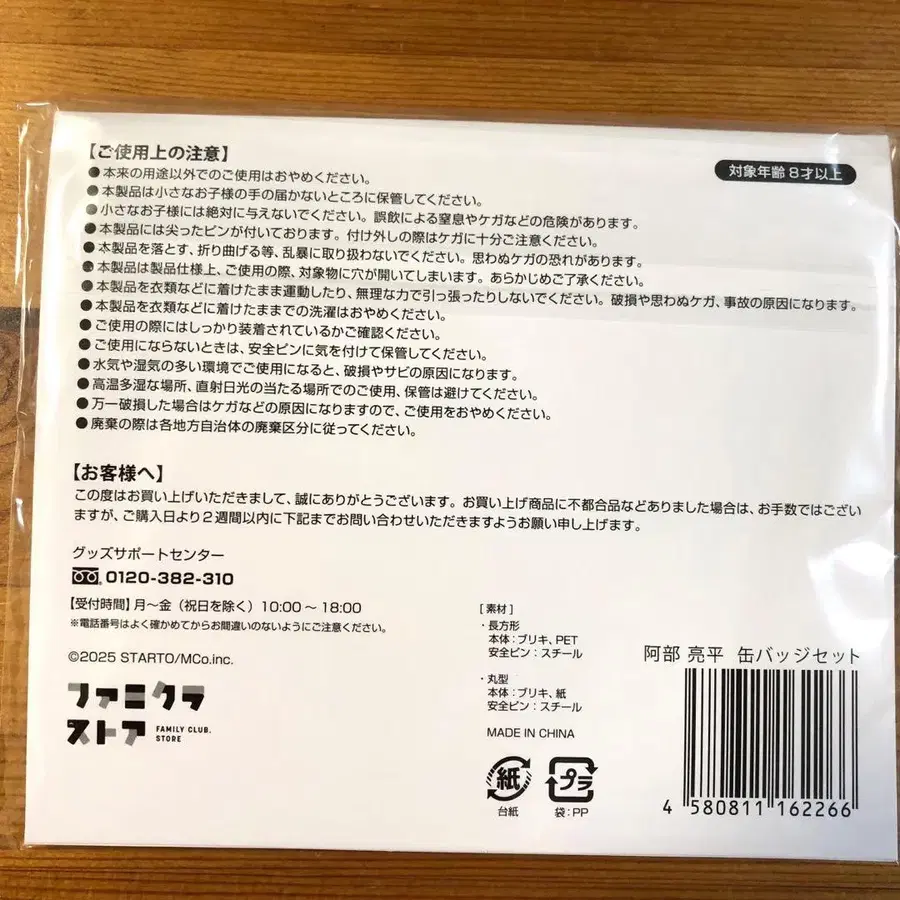 【ご使用上の注意】
対象年齢8才以上
●本来の用途以外でのご使用はおやめください。
●本製品は小さなお子様の手の届かないところに保管してください。
●小さなお子様には絶対に与えないでください。誤飲による窒息やケガなどの危険があります。
●本製品には尖ったピンが付いております。付け外しの際はケガに十分ご注意ください。
●本製品を落とす、折り曲げる等、乱暴に取り扱わないでください。思わぬケガの恐れがあります。
●本製品は製品仕様上、ご使用の際、対象物に穴が開いてしまいます。あらかじめご了承ください。
●本製品を衣類などに着けたまま運動したり、無理な力で引っ張ったりしないでください。破損や思わぬケガ、事故の原因になります。
●本製品を衣類などに着けたままでの洗濯はおやめください。
●ご使用の際にはしっかり装着されているかご確認ください。
●ご使用にならないときは、安全ピンに気を付けて保管してください。
●水気や湿気の多い環境でご使用になると、破損やサビの原因になります。
●高温多湿な場所、直射日光の当たる場所でのご使用、保管は避けてください。
●万一破損した場合はケガなどの原因になりますので、ご使用をおやめください。
●廃棄の際は各地方自治体の廃棄区分に従ってください。
【お客様へ】
この度はお買い上げいただきまして、誠にありがとうございます。お買い上げ商品に不都合品などありました場合は、お手数ではござい
ますが、ご購入日より2週間以内に下記までお問い合わせいただきますようお願い申し上げます。
グッズサポートセンター
0120-382-310
【受付時間】月〜金（祝日を除く）10:00〜18:00
※電話番号はよく確かめてからお間違いのないようにご注意ください。
©2025 STARTO/MCo.inc.
ファミクラ
ストア
FAMILY CLUB.
STORE
[素材]
・長方形
本体：ブリキ、PET
安全ピン：スチール
・丸型
本体：ブリキ、紙
安全ピン：スチール
MADE IN CHINA
紙
台紙
プラ
袋：PP
阿部 亮平 缶バッジセット
4 580811 162266